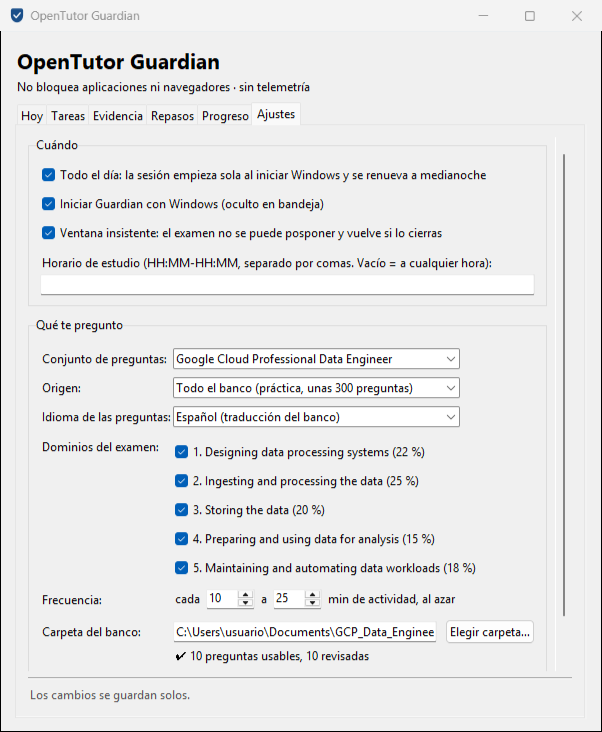 OpenTutor Guardian
OpenTutor Guardian
No bloquea aplicaciones ni navegadores · sin telemetría
Hoy Tareas Evidencia Repasos Progreso Ajustes
Cuándo
Todo el día: la sesión empieza sola al iniciar Windows y se renueva a medianoche
Iniciar Guardian con Windows (oculto en bandeja)
Ventana insistente: el examen no se puede posponer y vuelve si lo cierras
Horario de estudio (HH:MM-HH:MM, separado por comas. Vacío = a cualquier hora):
Qué te pregunto
Conjunto de preguntas: Google Cloud Professional Data Engineer
Origen: Todo el banco (práctica, unas 300 preguntas)
Idioma de las preguntas: Español (traducción del banco)
Dominios del examen: 1. Designing data processing systems (22 %)
2. Ingesting and processing the data (25 %)
3. Storing the data (20 %)
4. Preparing and using data for analysis (15 %)
5. Maintaining and automating data workloads (18 %)
Frecuencia: cada 10 a 25 min de actividad, al azar
Carpeta del banco: C:\Users\usuario\Documents\GCP_Data_Enginee Elegir carpeta...
✔ 10 preguntas usables, 10 revisadas
Los cambios se guardan solos.